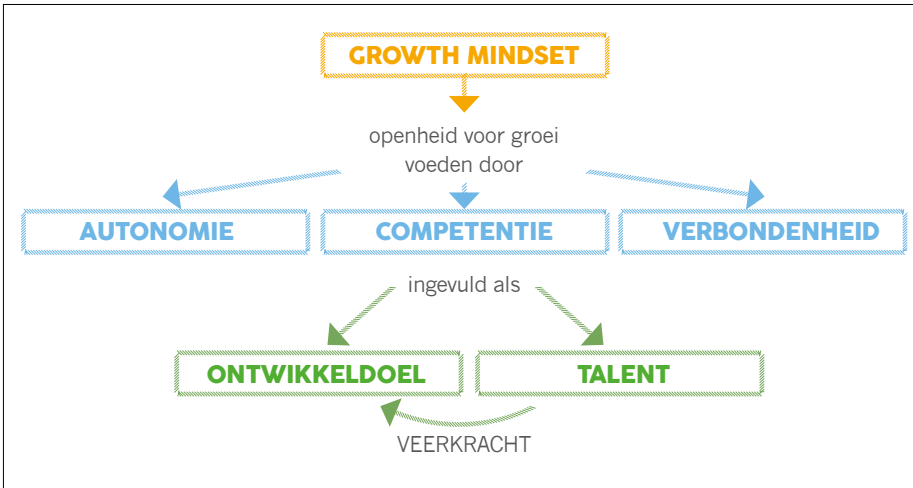 GROWTH MINDSET
openheid voor groei
voeden door
AUTONOMIE
COMPETENTIE
VERBONDENHEID
ingevuld als
ONTWIKKELDOEL
TALENT
VEERKRACHT